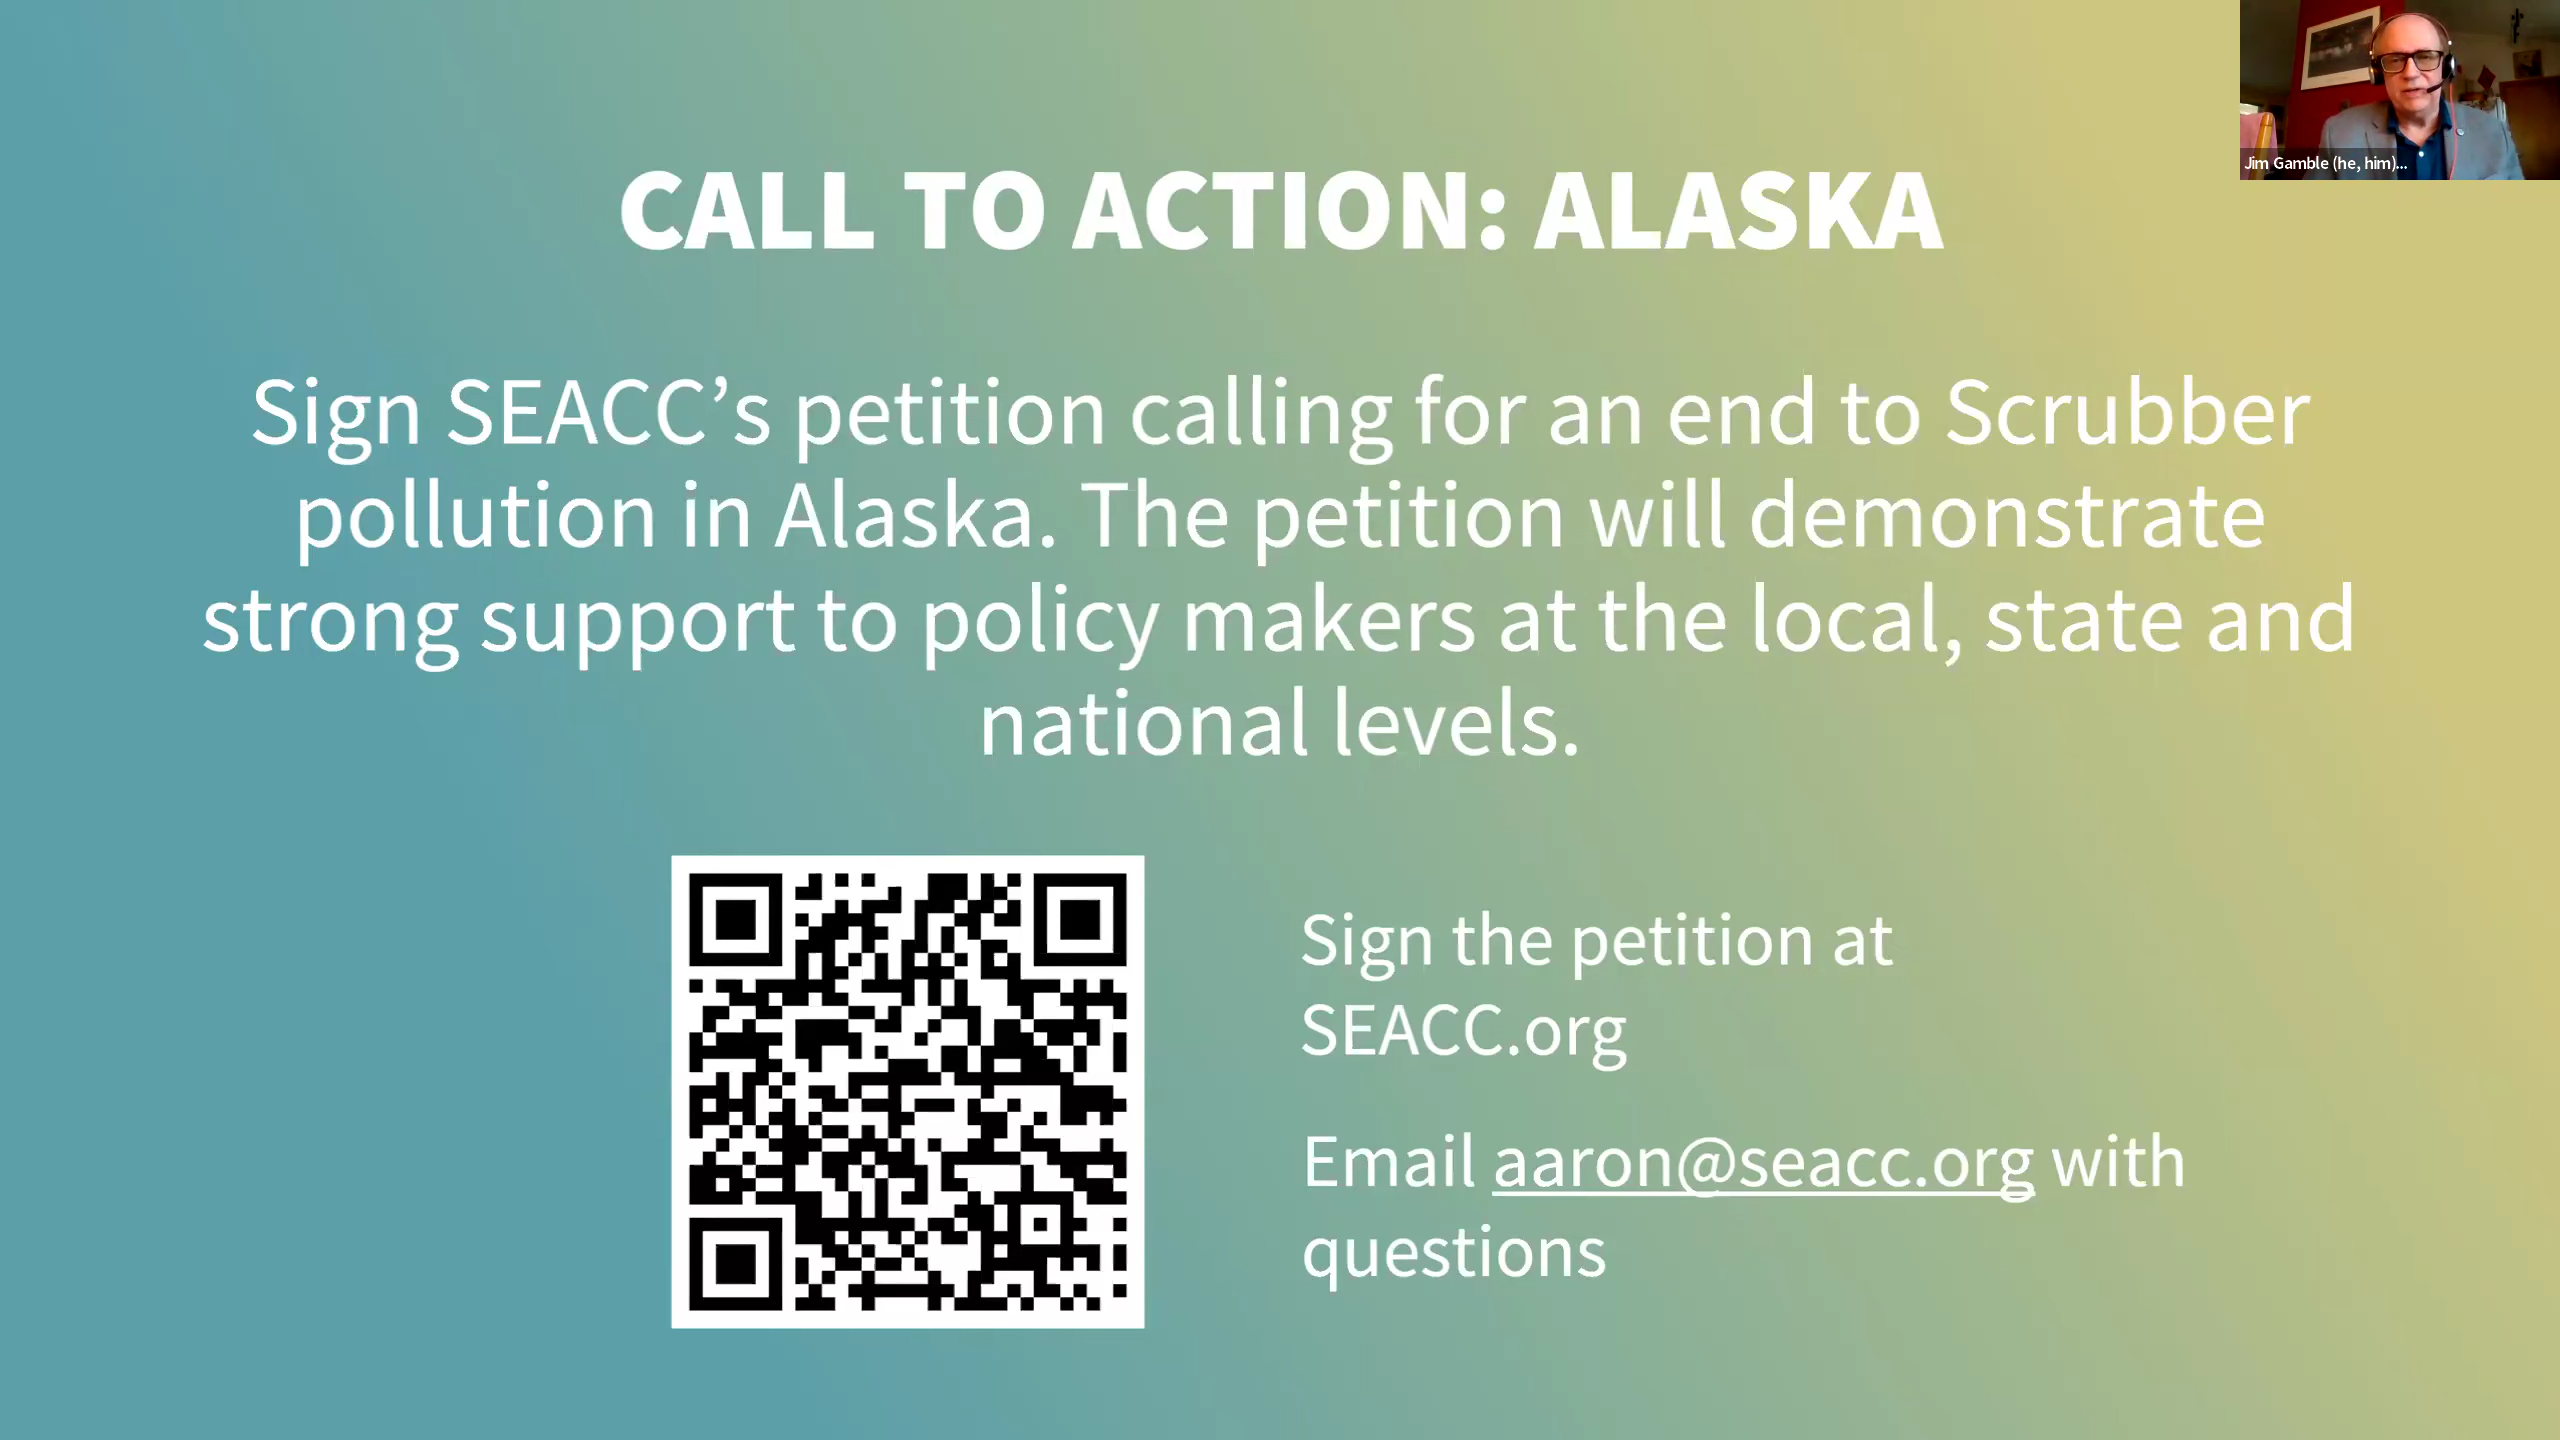 Jim Gamble (he, him)...
CALL TO ACTION: ALASKA
Sign SEACC’s petition calling for an end to Scrubber
pollution in Alaska. The petition will demonstrate
strong support to policy makers at the local, state and
national levels.
Sign the petition at
SEACC.org
Email aaron@seacc.org with
questions